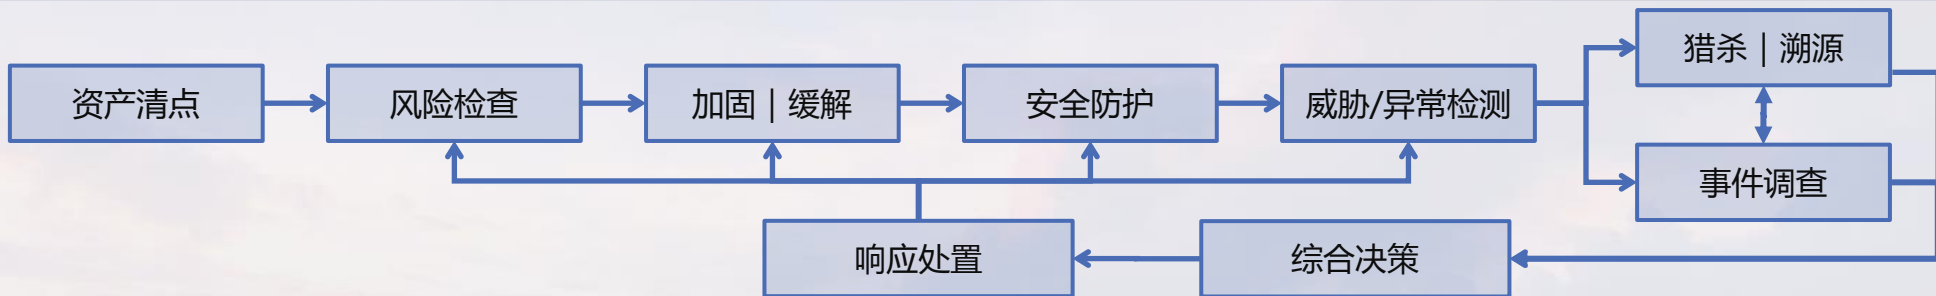 资产清点
风险检查
加固｜缓解
安全防护
威胁/异常检测
猎杀｜溯源
事件调查
综合决策
响应处置